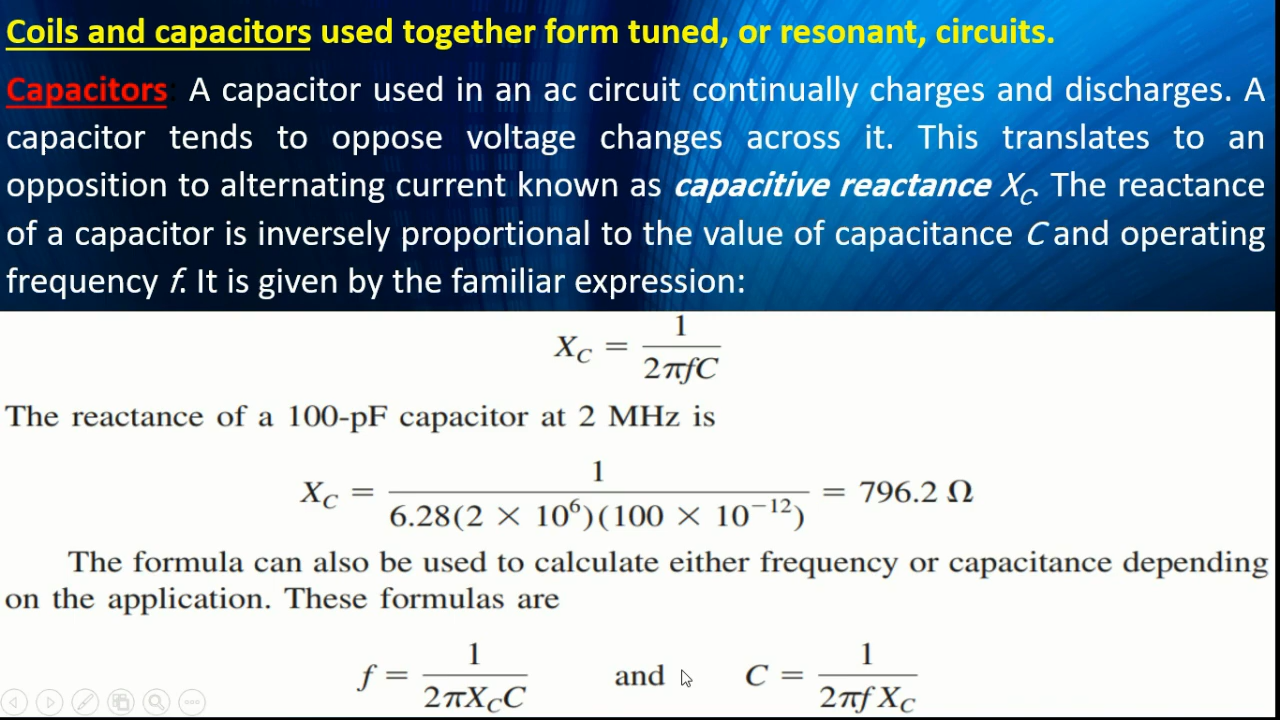 Coils and capacitors used together form tuned, or resonant, circuits.
Capacitors: A capacitor used in an ac circuit continually charges and discharges. A
capacitor tends to oppose voltage changes across it. This translates to an
opposition to alternating current known as capacitive reactance X_C. The reactance
of a capacitor is inversely proportional to the value of capacitance C and operating
frequency f. It is given by the familiar expression:
X_C = 1 / 2πfC
The reactance of a 100-pF capacitor at 2 MHz is
X_C = 1 / 6.28(2 × 10⁶)(100 × 10⁻¹²) = 796.2 Ω
The formula can also be used to calculate either frequency or capacitance depending
on the application. These formulas are
f = 1 / 2πX_CC and C = 1 / 2πfX_C